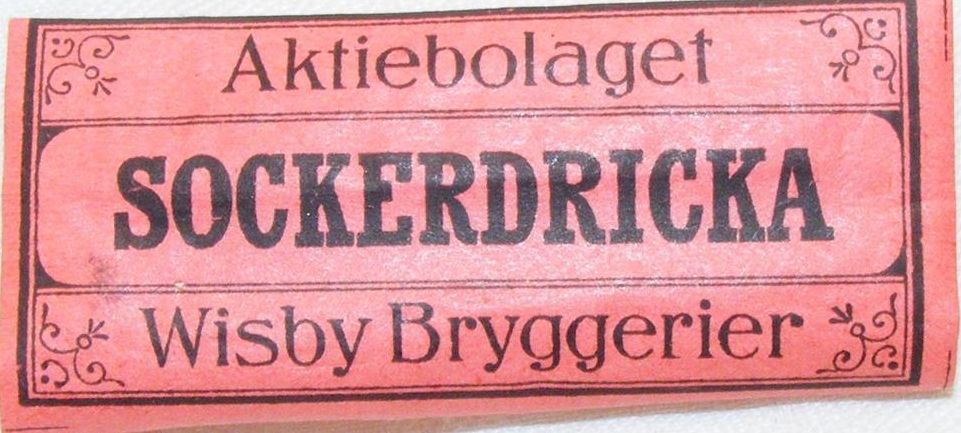 Aktiebolaget
SOCKERDRICKA
Wisby Bryggerier